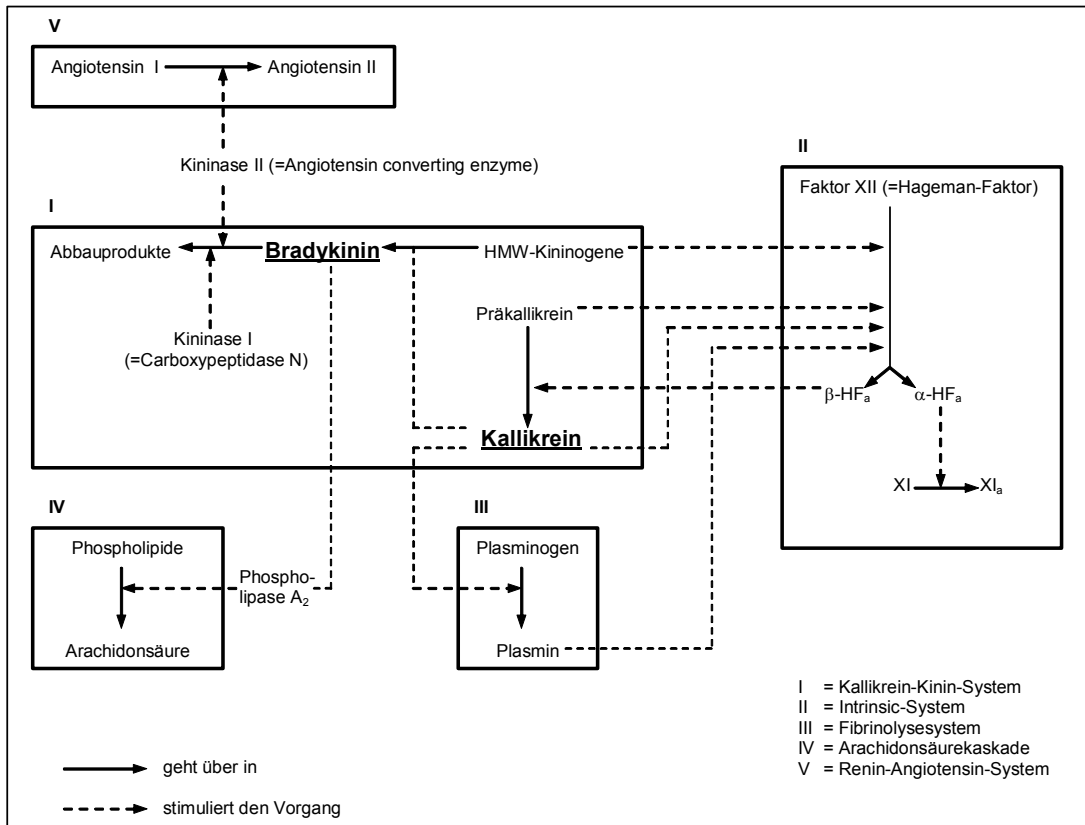 V
Angiotensin I
Angiotensin II
Kininase II (=Angiotensin converting enzyme)
II
Faktor XII (=Hageman-Faktor)
I
Abbauprodukte
Bradykinin
HMW-Kininogene
Präkallikrein
Kininase I
(=Carboxypeptidase N)
β-HFₐ
α-HFₐ
Kallikrein
XI
XIₐ
IV
III
Phospholipide
Plasminogen
Phospho-
lipase A₂
Arachidonsäure
Plasmin
I = Kallikrein-Kinin-System
II = Intrinsic-System
III = Fibrinolysesystem
IV = Arachidonsäurekaskade
V = Renin-Angiotensin-System
geht über in
stimuliert den Vorgang